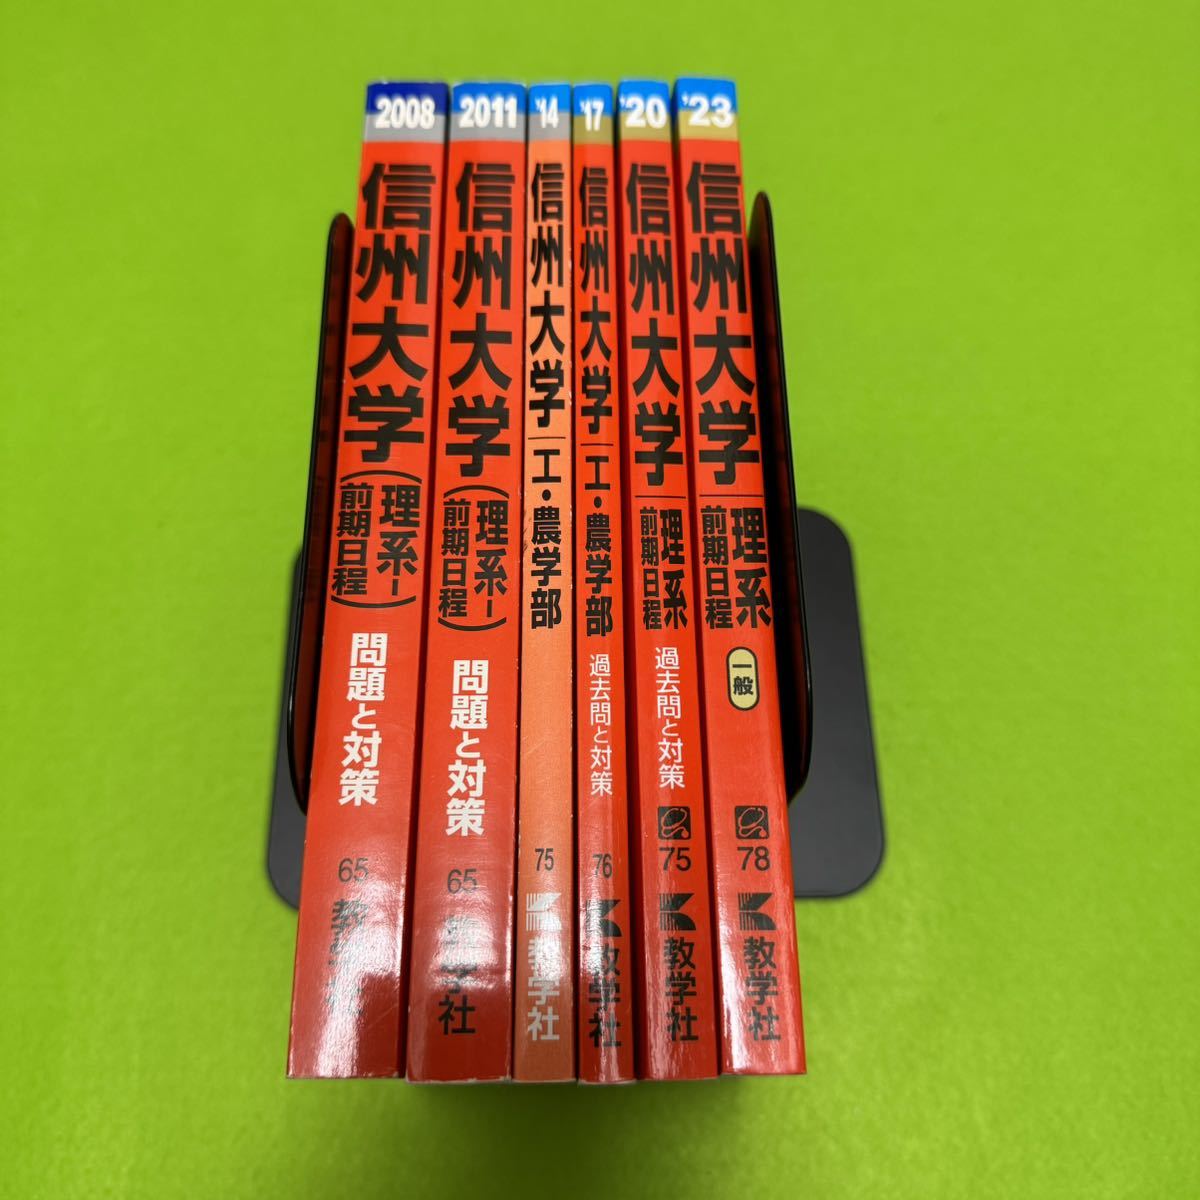 2008
信州大学
(理系-前期日程)
問題と対策
65
教学社
2011
信州大学
(理系-前期日程)
問題と対策
65
教学社
'14
信州大学
工・農学部
75
教学社
'17
信州大学
工・農学部
過去問と対策
76
教学社
'20
信州大学
理系
前期日程
過去問と対策
75
教学社
'23
信州大学
理系
前期日程
一般
78
教学社